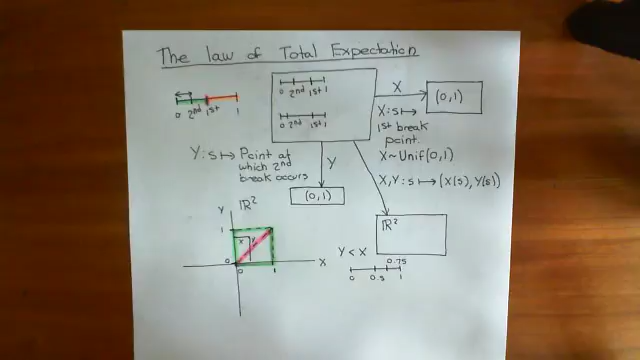 The law of Total Expectation
0 2nd 1st 1
0 2nd 1st 1
0 2nd 1st 1
X
(0,1)
X: s ↦
1st break
point.
X ~ Unif(0,1)
Y: s ↦ Point at
which 2nd
break occurs
Y
(0,1)
X, Y: s ↦ (X(s), Y(s))
ℝ²
Y
ℝ²
1
0
0
1
X
Y < X
0.75
0 0.5 1